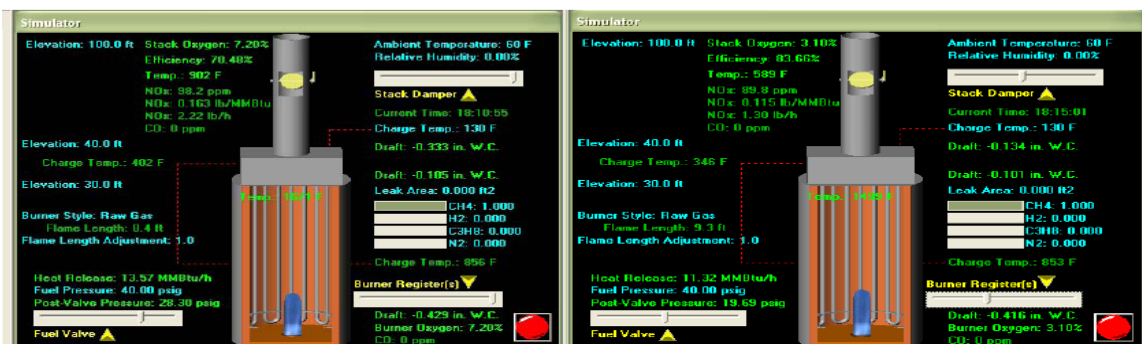 Simulator
Elevation: 100.0 ft
Stack Oxygen: 7.20%
Efficiency: 70.48%
Temp.: 902 F
NOx: 98.2 ppm
NOx: 0.163 lb/MMBtu
NOx: 2.22 lb/h
CO: 0 ppm
Ambient Temperature: 60 F
Relative Humidity: 0.00%
Stack Damper
Current Time: 18:10:55
Charge Temp.: 130 F
Elevation: 40.0 ft
Draft: -0.333 in. W.C.
Charge Temp.: 402 F
Draft: -0.185 in. W.C.
Elevation: 30.0 ft
Leak Area: 0.000 ft2
Temp.:
CH4: 1.000
H2: 0.000
C3H8: 0.000
N2: 0.000
Burner Style: Raw Gas
Flame Length: 8.4 ft
Flame Length Adjustment: 1.0
Charge Temp.: 856 F
Heat Release: 13.57 MMBtu/h
Fuel Pressure: 40.00 psig
Post-Valve Pressure: 28.30 psig
Burner Register(s)
Fuel Valve
Draft: -0.429 in. W.C.
Burner Oxygen: 7.20%
CO: 0 ppm
Simulator
Elevation: 100.0 ft
Stack Oxygen: 3.10%
Efficiency: 83.66%
Temp.: 589 F
NOx: 89.8 ppm
NOx: 0.115 lb/MMBtu
NOx: 1.30 lb/h
CO: 0 ppm
Ambient Temperature: 60 F
Relative Humidity: 0.00%
Stack Damper
Current Time: 18:15:01
Charge Temp.: 130 F
Elevation: 40.0 ft
Draft: -0.134 in. W.C.
Charge Temp.: 346 F
Draft: -0.101 in. W.C.
Elevation: 30.0 ft
Leak Area: 0.000 ft2
Temp.:
CH4: 1.000
H2: 0.000
C3H8: 0.000
N2: 0.000
Burner Style: Raw Gas
Flame Length: 9.3 ft
Flame Length Adjustment: 1.0
Charge Temp.: 853 F
Heat Release: 11.32 MMBtu/h
Fuel Pressure: 40.00 psig
Post-Valve Pressure: 19.69 psig
Burner Register(s)
Fuel Valve
Draft: -0.416 in. W.C.
Burner Oxygen: 3.10%
CO: 0 ppm